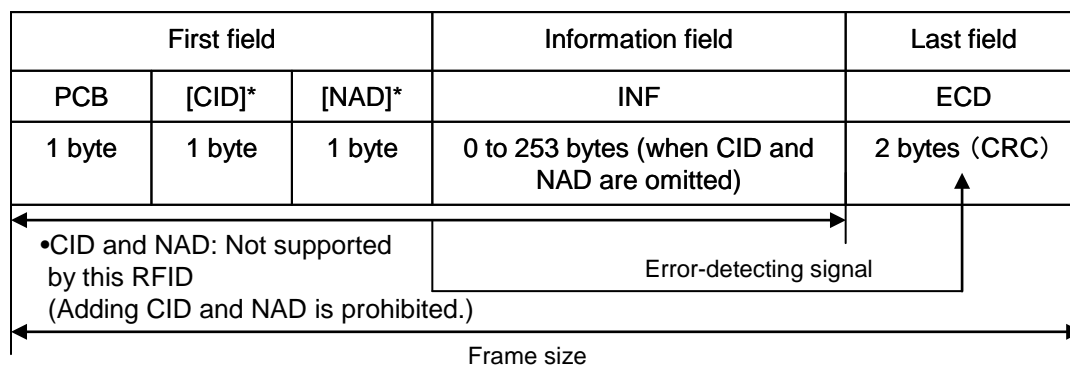 First field
Information field
Last field
PCB
[CID]*
[NAD]*
INF
ECD
1 byte
1 byte
1 byte
0 to 253 bytes (when CID and
NAD are omitted)
2 bytes（CRC）
•CID and NAD: Not supported
by this RFID
(Adding CID and NAD is prohibited.)
Error-detecting signal
Frame size